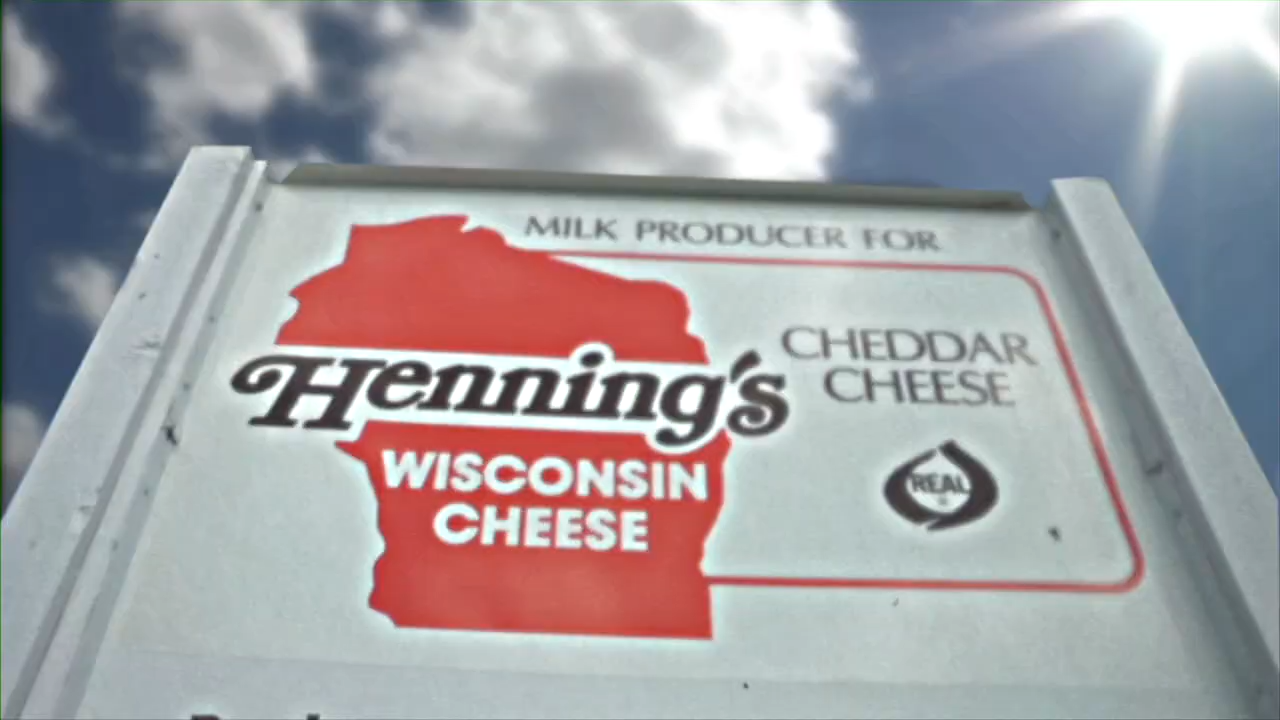 MILK PRODUCER FOR
Henning's
WISCONSIN
CHEESE
CHEDDAR
CHEESE
REAL